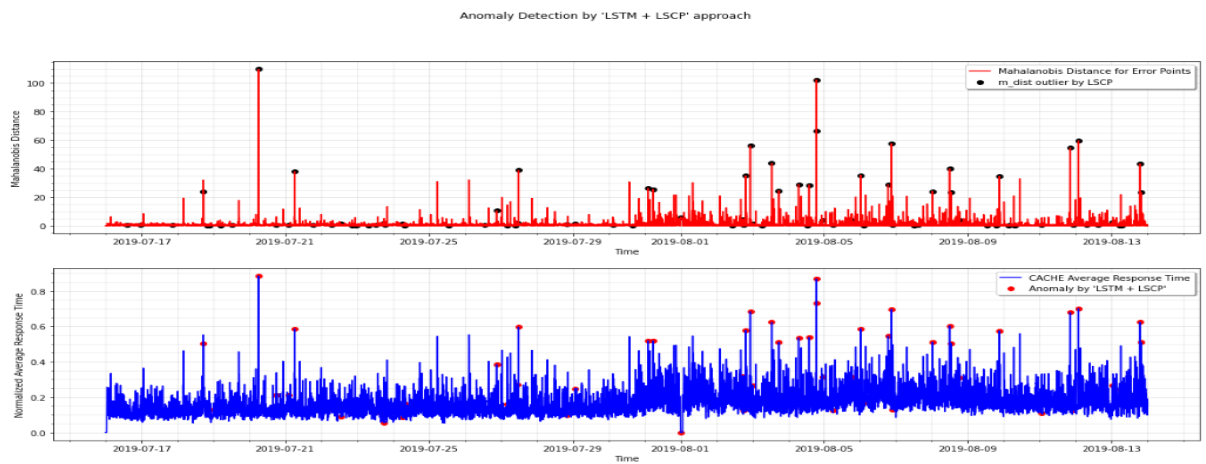 Anomaly Detection by 'LSTM + LSCP' approach
Mahalanobis Distance
100
80
60
40
20
0
Mahalanobis Distance for Error Points
m_dist outlier by LSCP
2019-07-17 2019-07-21 2019-07-25 2019-07-29 2019-08-01 2019-08-05 2019-08-09 2019-08-13
Time
Normalized Average Response Time
0.8
0.6
0.4
0.2
0.0
CACHE Average Response Time
Anomaly by 'LSTM + LSCP'
2019-07-17 2019-07-21 2019-07-25 2019-07-29 2019-08-01 2019-08-05 2019-08-09 2019-08-13
Time